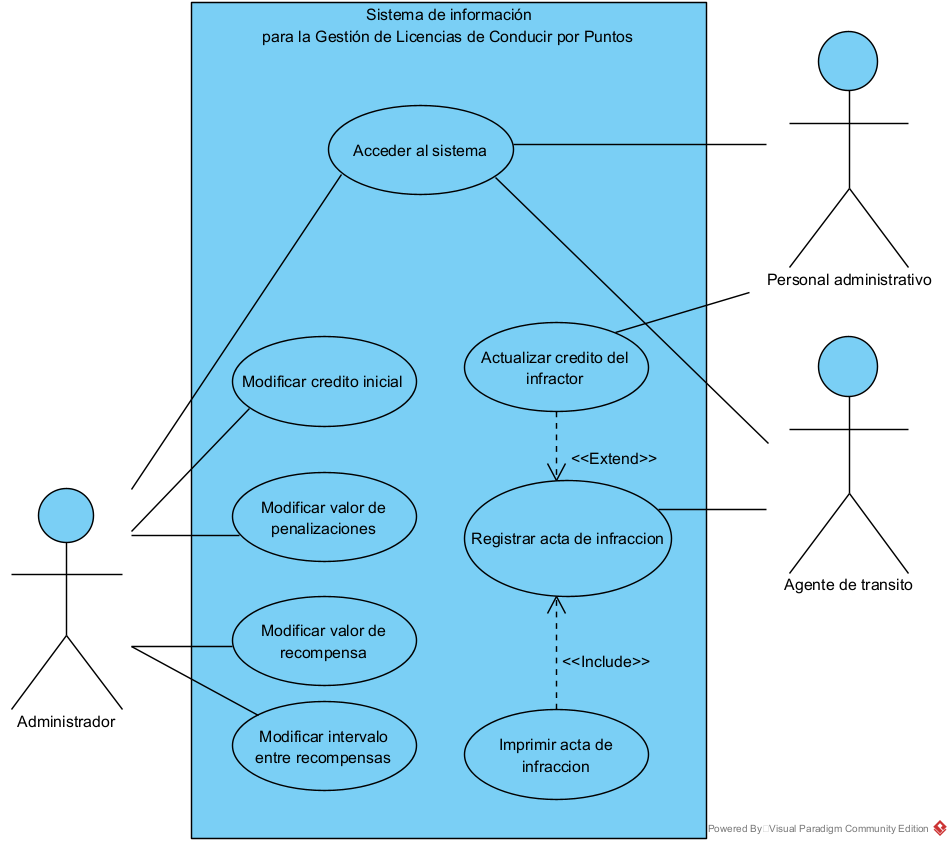 Sistema de información
para la Gestión de Licencias de Conducir por Puntos
Acceder al sistema
Personal administrativo
Actualizar credito del
infractor
Modificar credito inicial
<<Extend>>
Modificar valor de
penalizaciones
Registrar acta de infraccion
Agente de transito
Modificar valor de
recompensa
<<Include>>
Administrador
Modificar intervalo
entre recompensas
Imprimir acta de
infraccion
Powered By□Visual Paradigm Community Edition